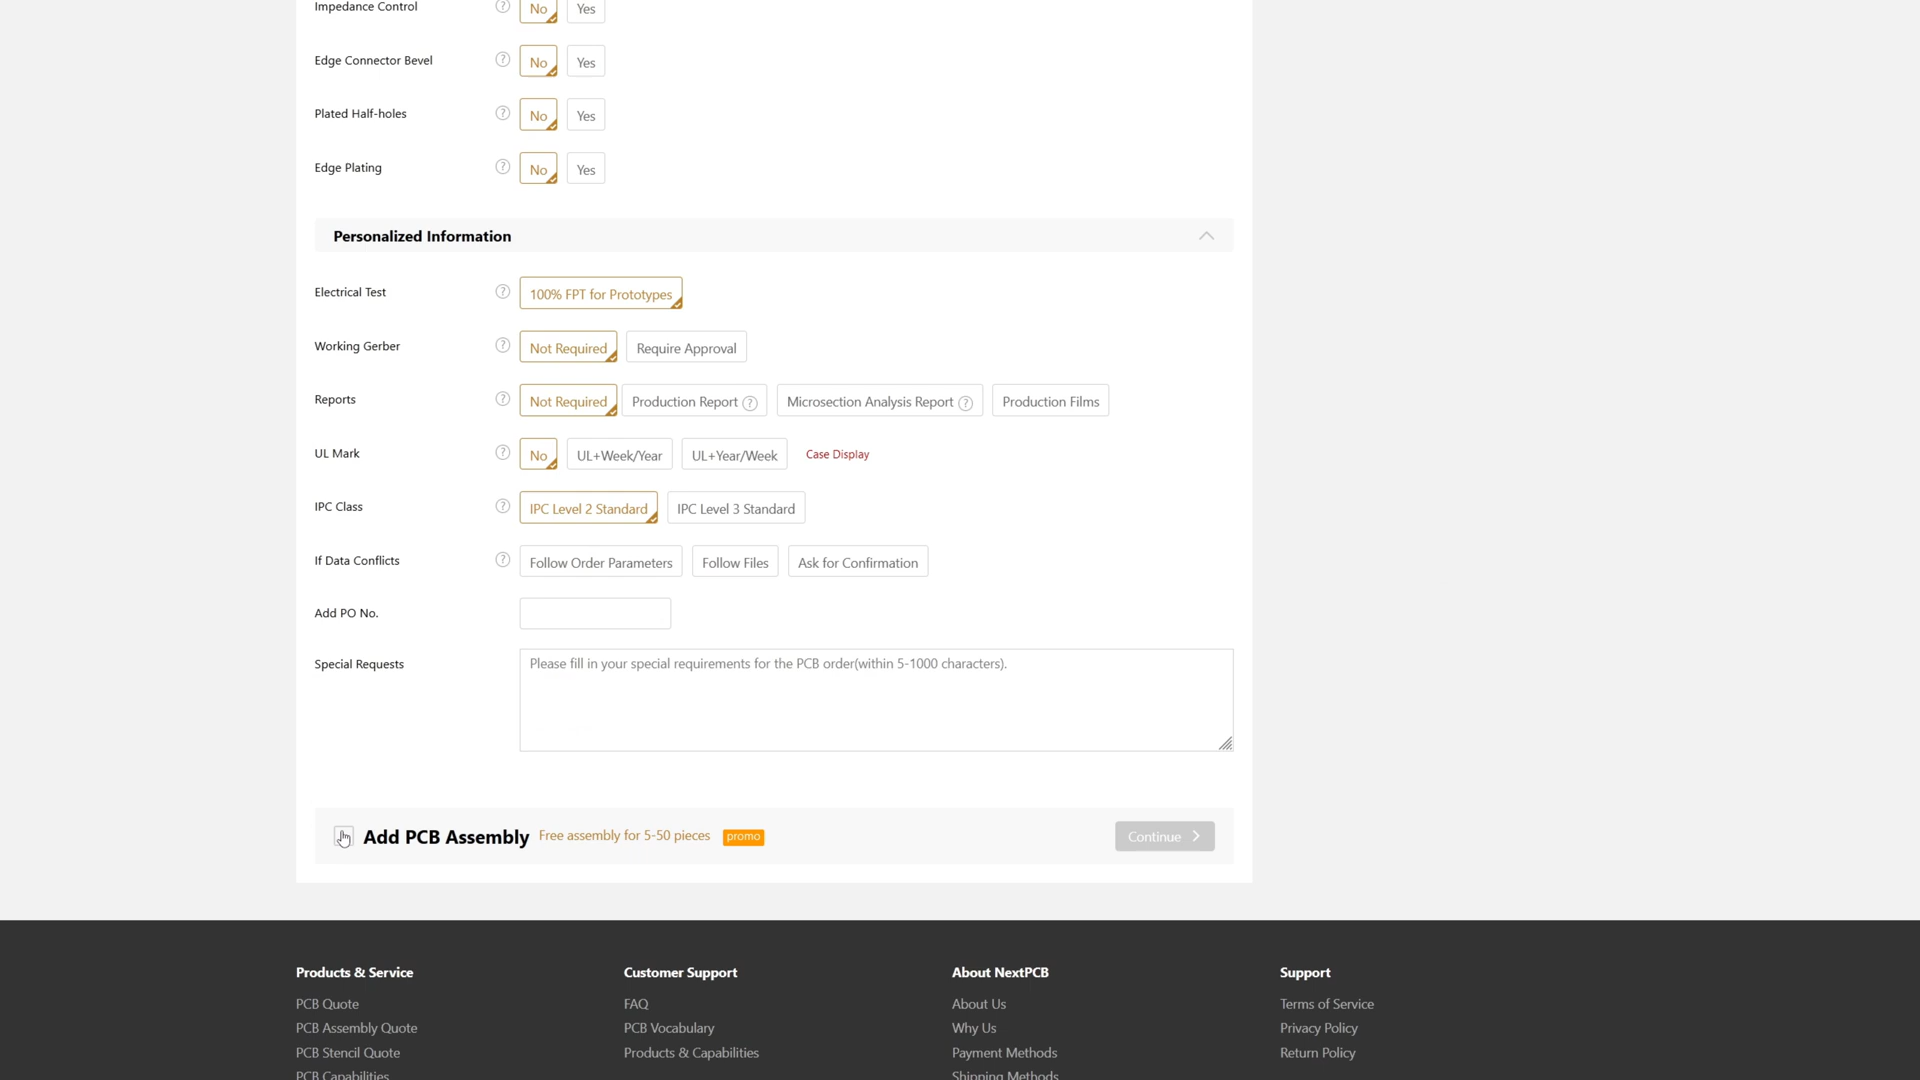 Impedance Control ? No Yes
Edge Connector Bevel ? No Yes
Plated Half-holes ? No Yes
Edge Plating ? No Yes
Personalized Information
Electrical Test ? 100% FPT for Prototypes
Working Gerber ? Not Required Require Approval
Reports ? Not Required Production Report ? Microsection Analysis Report ? Production Films
UL Mark ? No UL+Week/Year UL+Year/Week Case Display
IPC Class ? IPC Level 2 Standard IPC Level 3 Standard
If Data Conflicts ? Follow Order Parameters Follow Files Ask for Confirmation
Add PO No.
Special Requests Please fill in your special requirements for the PCB order(within 5-1000 characters).
Add PCB Assembly Free assembly for 5-50 pieces promo Continue
Products & Service Customer Support About NextPCB Support
PCB Quote FAQ About Us Terms of Service
PCB Assembly Quote PCB Vocabulary Why Us Privacy Policy
PCB Stencil Quote Products & Capabilities Payment Methods Return Policy
PCB Capabilities Shipping Methods